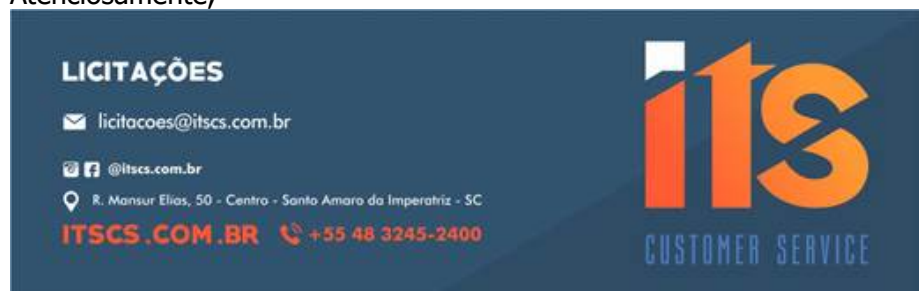 Atenciosamente,
LICITAÇÕES
licitacoes@itscs.com.br
@itscs.com.br
R. Mansur Elias, 50 - Centro - Santo Amaro da Imperatriz - SC
ITSCS.COM.BR +55 48 3245-2400
its
CUSTOMER SERVICE